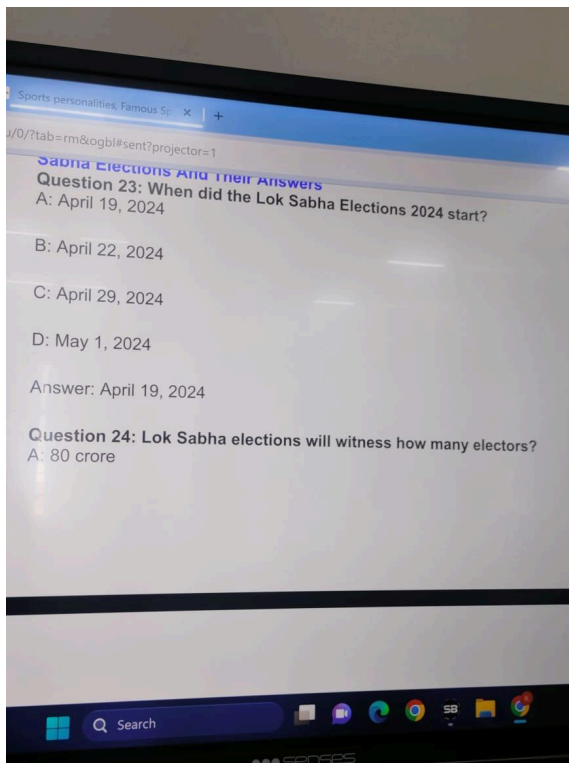 Sports personalities, Famous Sp
u/0/?tab=rm&ogbl#sent?projector=1
Sabha Elections And Their Answers
Question 23: When did the Lok Sabha Elections 2024 start?
A: April 19, 2024
B: April 22, 2024
C: April 29, 2024
D: May 1, 2024
Answer: April 19, 2024
Question 24: Lok Sabha elections will witness how many electors?
A: 80 crore
Search
SB
senses